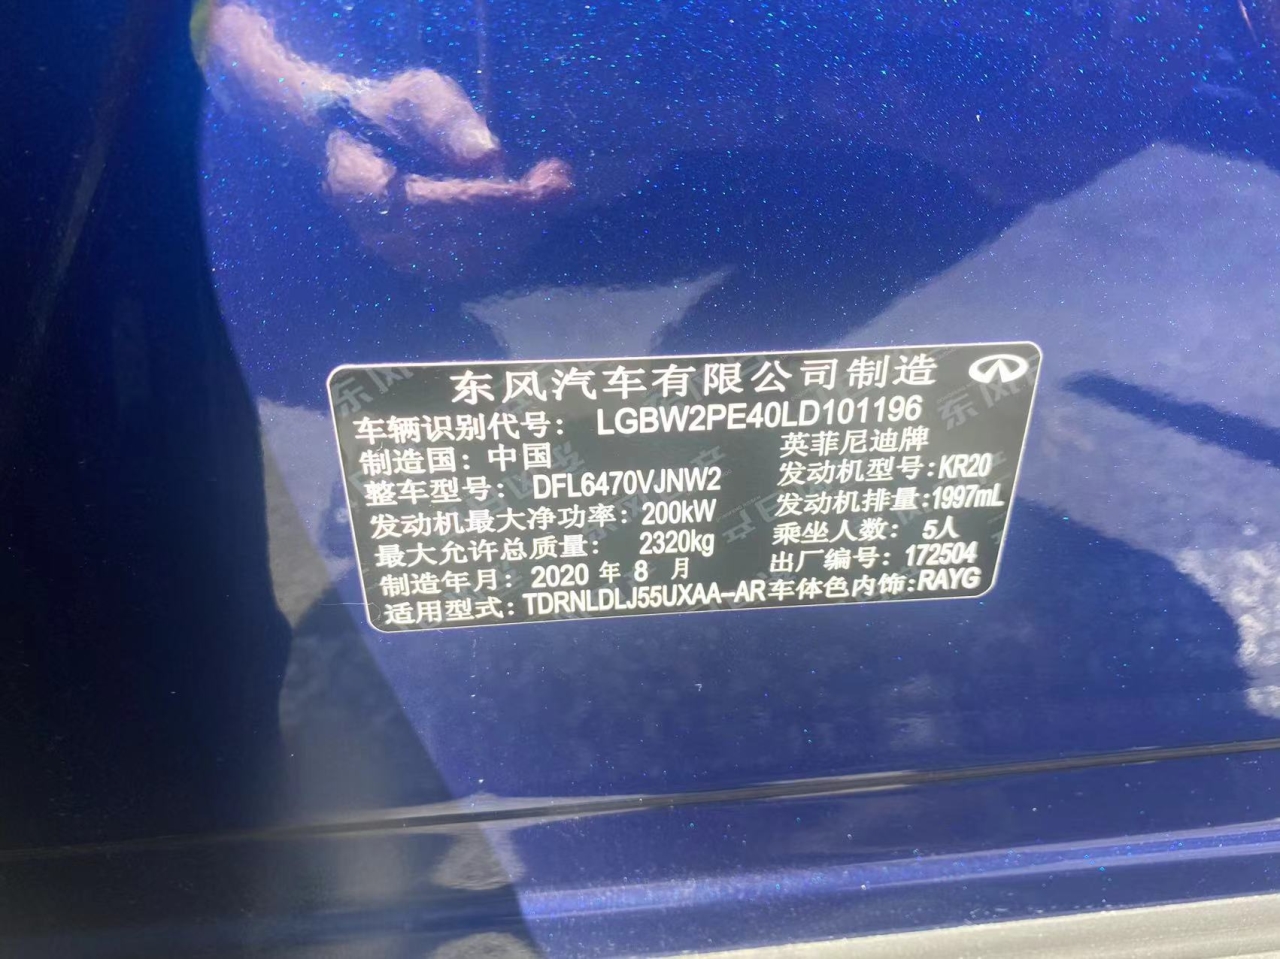 东风汽车有限公司制造
车辆识别代号: LGBW2PE40LD101196
制造国: 中国 英菲尼迪牌
整车型号: DFL6470VJNW2 发动机型号: KR20
发动机最大净功率: 200kW 发动机排量: 1997mL
最大允许总质量: 2320kg 乘坐人数: 5人
制造年月: 2020 年 8 月 出厂编号: 172504
适用型式: TDRNLDLJ55UXAA-AR 车体色内饰: RAYG